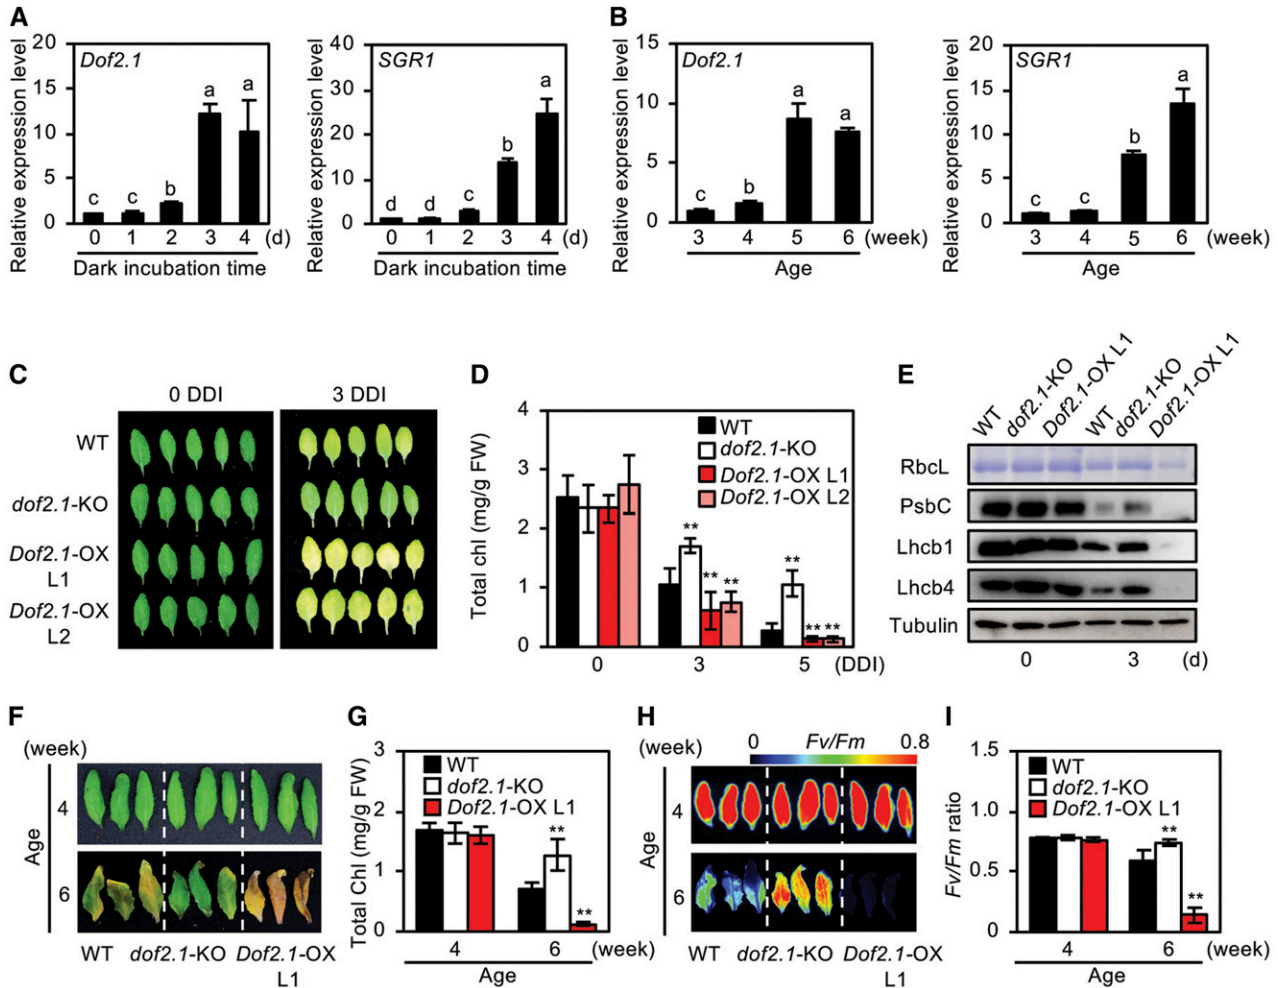 A
Relative expression level
20
15
10
5
0
Dof2.1
c
c
b
a
a
0 1 2 3 4 (d)
Dark incubation time
Relative expression level
40
30
20
10
0
SGR1
d
d
c
b
a
0 1 2 3 4 (d)
Dark incubation time
B
Relative expression level
15
10
5
0
Dof2.1
c
b
a
a
3 4 5 6 (week)
Age
Relative expression level
20
15
10
5
0
SGR1
c
c
b
a
3 4 5 6 (week)
Age
C
0 DDI 3 DDI
WT
dof2.1-KO
Dof2.1-OX
L1
Dof2.1-OX
L2
D
Total chl (mg/g FW)
4
3
2
1
0
WT
dof2.1-KO
Dof2.1-OX L1
Dof2.1-OX L2
**
**
**
**
** **
0 3 5 (DDI)
E
WT
dof2.1-KO
Dof2.1-OX L1
WT
dof2.1-KO
Dof2.1-OX L1
RbcL
PsbC
Lhcb1
Lhcb4
Tubulin
0 3 (d)
F
(week)
Age
4
6
WT dof2.1-KO Dof2.1-OX
L1
G
Total Chl (mg/g FW)
3
2
1
0
WT
dof2.1-KO
Dof2.1-OX L1
**
**
4 6 (week)
Age
H
(week)
0 Fv/Fm 0.8
Age
4
6
WT dof2.1-KO Dof2.1-OX
L1
I
Fv/Fm ratio
1.5
1.0
0.5
0
WT
dof2.1-KO
Dof2.1-OX L1
**
**
4 6 (week)
Age